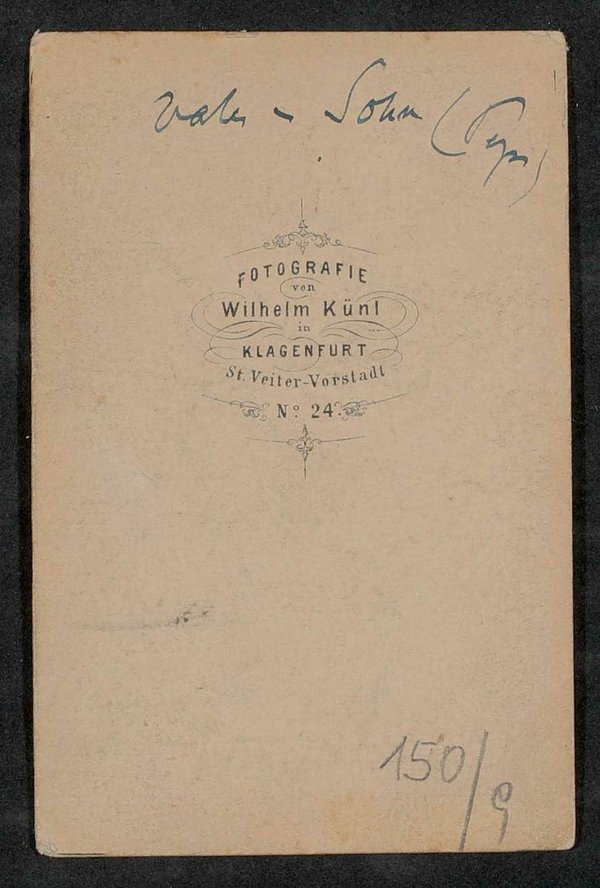 Vater - Sohn
FOTOGRAFIE
von
Wilhelm Künl
in
KLAGENFURT
St. Veiter-Vorstadt
No. 24.
150/9